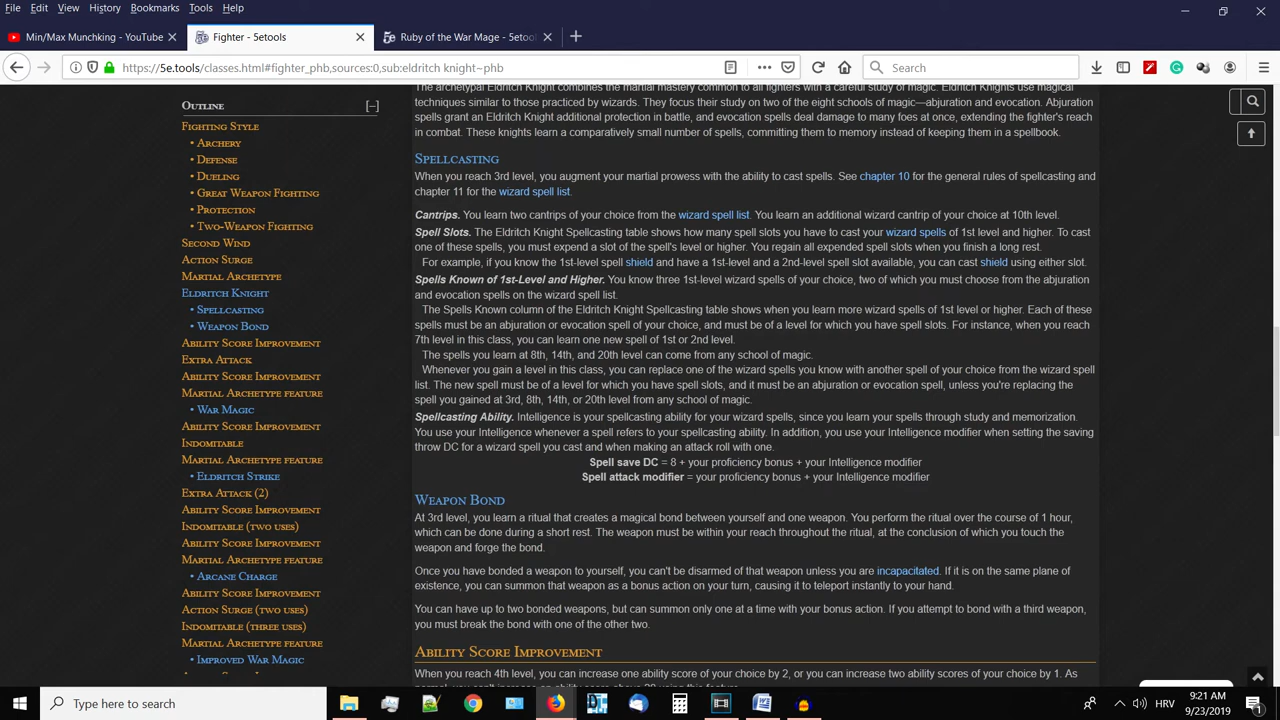 File Edit View History Bookmarks Tools Help
Min/Max Munchking - YouTube
Fighter - 5etools
Ruby of the War Mage - 5etools
https://5e.tools/classes.html#fighter_phb,sources:0,sub:eldritch knight~phb
Search
OUTLINE
[–]
FIGHTING STYLE
• ARCHERY
• DEFENSE
• DUELING
• GREAT WEAPON FIGHTING
• PROTECTION
• TWO-WEAPON FIGHTING
SECOND WIND
ACTION SURGE
MARTIAL ARCHETYPE
ELDRITCH KNIGHT
• SPELLCASTING
• WEAPON BOND
ABILITY SCORE IMPROVEMENT
EXTRA ATTACK
ABILITY SCORE IMPROVEMENT
MARTIAL ARCHETYPE FEATURE
• WAR MAGIC
ABILITY SCORE IMPROVEMENT
INDOMITABLE
MARTIAL ARCHETYPE FEATURE
• ELDRITCH STRIKE
EXTRA ATTACK (2)
ABILITY SCORE IMPROVEMENT
INDOMITABLE (TWO USES)
ABILITY SCORE IMPROVEMENT
MARTIAL ARCHETYPE FEATURE
• ARCANE CHARGE
ABILITY SCORE IMPROVEMENT
ACTION SURGE (TWO USES)
INDOMITABLE (THREE USES)
MARTIAL ARCHETYPE FEATURE
• IMPROVED WAR MAGIC
The archetypal Eldritch Knight combines the martial mastery common to all fighters with a careful study of magic. Eldritch Knights use magical
techniques similar to those practiced by wizards. They focus their study on two of the eight schools of magic—abjuration and evocation. Abjuration
spells grant an Eldritch Knight additional protection in battle, and evocation spells deal damage to many foes at once, extending the fighter's reach
in combat. These knights learn a comparatively small number of spells, committing them to memory instead of keeping them in a spellbook.
SPELLCASTING
When you reach 3rd level, you augment your martial prowess with the ability to cast spells. See chapter 10 for the general rules of spellcasting and
chapter 11 for the wizard spell list.
Cantrips. You learn two cantrips of your choice from the wizard spell list. You learn an additional wizard cantrip of your choice at 10th level.
Spell Slots. The Eldritch Knight Spellcasting table shows how many spell slots you have to cast your wizard spells of 1st level and higher. To cast
one of these spells, you must expend a slot of the spell's level or higher. You regain all expended spell slots when you finish a long rest.
For example, if you know the 1st-level spell shield and have a 1st-level and a 2nd-level spell slot available, you can cast shield using either slot.
Spells Known of 1st-Level and Higher. You know three 1st-level wizard spells of your choice, two of which you must choose from the abjuration
and evocation spells on the wizard spell list.
The Spells Known column of the Eldritch Knight Spellcasting table shows when you learn more wizard spells of 1st level or higher. Each of these
spells must be an abjuration or evocation spell of your choice, and must be of a level for which you have spell slots. For instance, when you reach
7th level in this class, you can learn one new spell of 1st or 2nd level.
The spells you learn at 8th, 14th, and 20th level can come from any school of magic.
Whenever you gain a level in this class, you can replace one of the wizard spells you know with another spell of your choice from the wizard spell
list. The new spell must be of a level for which you have spell slots, and it must be an abjuration or evocation spell, unless you're replacing the
spell you gained at 3rd, 8th, 14th, or 20th level from any school of magic.
Spellcasting Ability. Intelligence is your spellcasting ability for your wizard spells, since you learn your spells through study and memorization.
You use your Intelligence whenever a spell refers to your spellcasting ability. In addition, you use your Intelligence modifier when setting the saving
throw DC for a wizard spell you cast and when making an attack roll with one.
Spell save DC = 8 + your proficiency bonus + your Intelligence modifier
Spell attack modifier = your proficiency bonus + your Intelligence modifier
WEAPON BOND
At 3rd level, you learn a ritual that creates a magical bond between yourself and one weapon. You perform the ritual over the course of 1 hour,
which can be done during a short rest. The weapon must be within your reach throughout the ritual, at the conclusion of which you touch the
weapon and forge the bond.
Once you have bonded a weapon to yourself, you can't be disarmed of that weapon unless you are incapacitated. If it is on the same plane of
existence, you can summon that weapon as a bonus action on your turn, causing it to teleport instantly to your hand.
You can have up to two bonded weapons, but can summon only one at a time with your bonus action. If you attempt to bond with a third weapon,
you must break the bond with one of the other two.
ABILITY SCORE IMPROVEMENT
When you reach 4th level, you can increase one ability score of your choice by 2, or you can increase two ability scores of your choice by 1. As
Type here to search
HRV
9:21 AM
9/23/2019